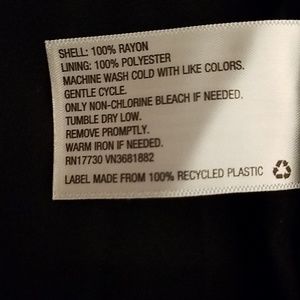 SHELL: 100% RAYON
LINING: 100% POLYESTER
MACHINE WASH COLD WITH LIKE COLORS.
GENTLE CYCLE.
ONLY NON-CHLORINE BLEACH IF NEEDED.
TUMBLE DRY LOW.
REMOVE PROMPTLY.
WARM IRON IF NEEDED.
RN17730 VN3681882
LABEL MADE FROM 100% RECYCLED PLASTIC